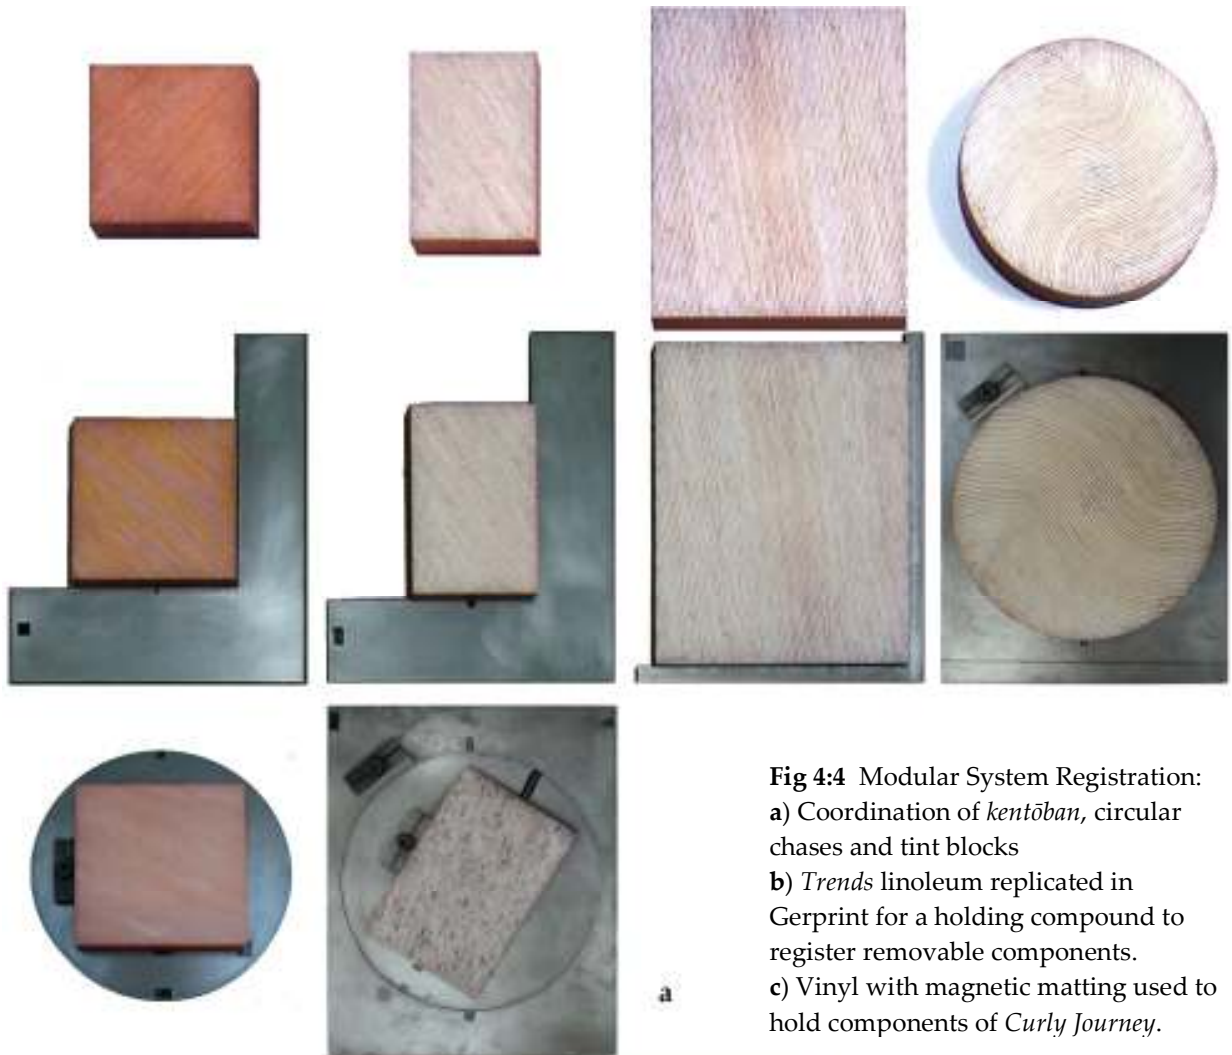 a
Fig 4:4 Modular System Registration:
a) Coordination of kentōban, circular
chases and tint blocks
b) Trends linoleum replicated in
Gerprint for a holding compound to
register removable components.
c) Vinyl with magnetic matting used to
hold components of Curly Journey.